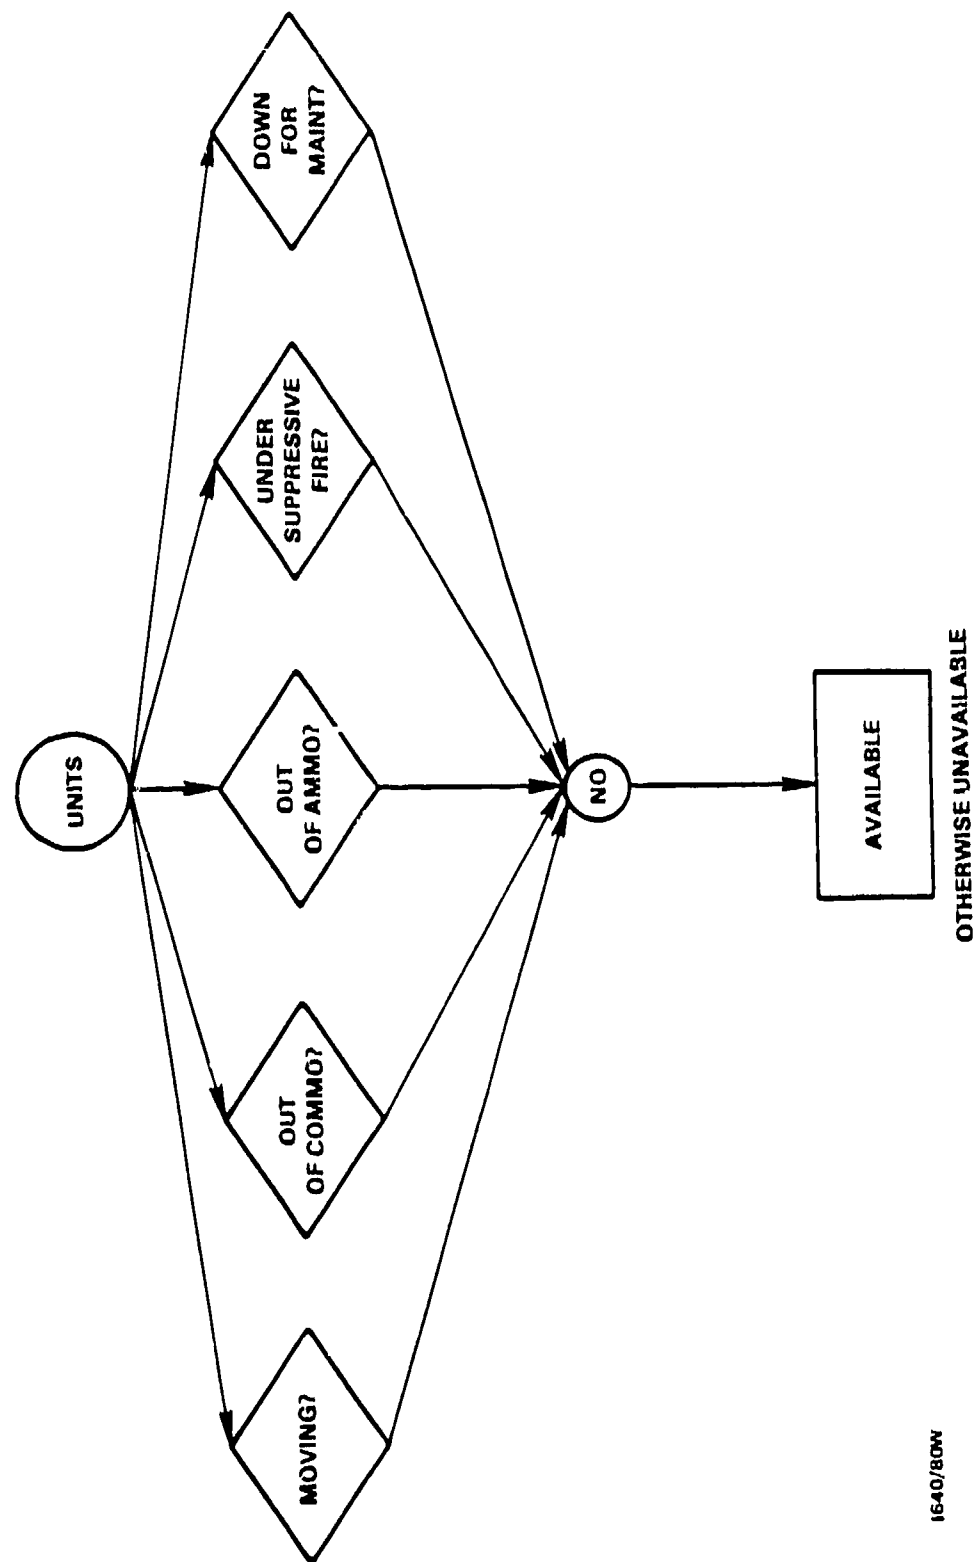 UNITS
MOVING?
OUT
OF COMMO?
OUT
OF AMMO?
UNDER
SUPPRESSIVE
FIRE?
DOWN
FOR
MAINT?
NO
AVAILABLE
OTHERWISE UNAVAILABLE
1640/80W